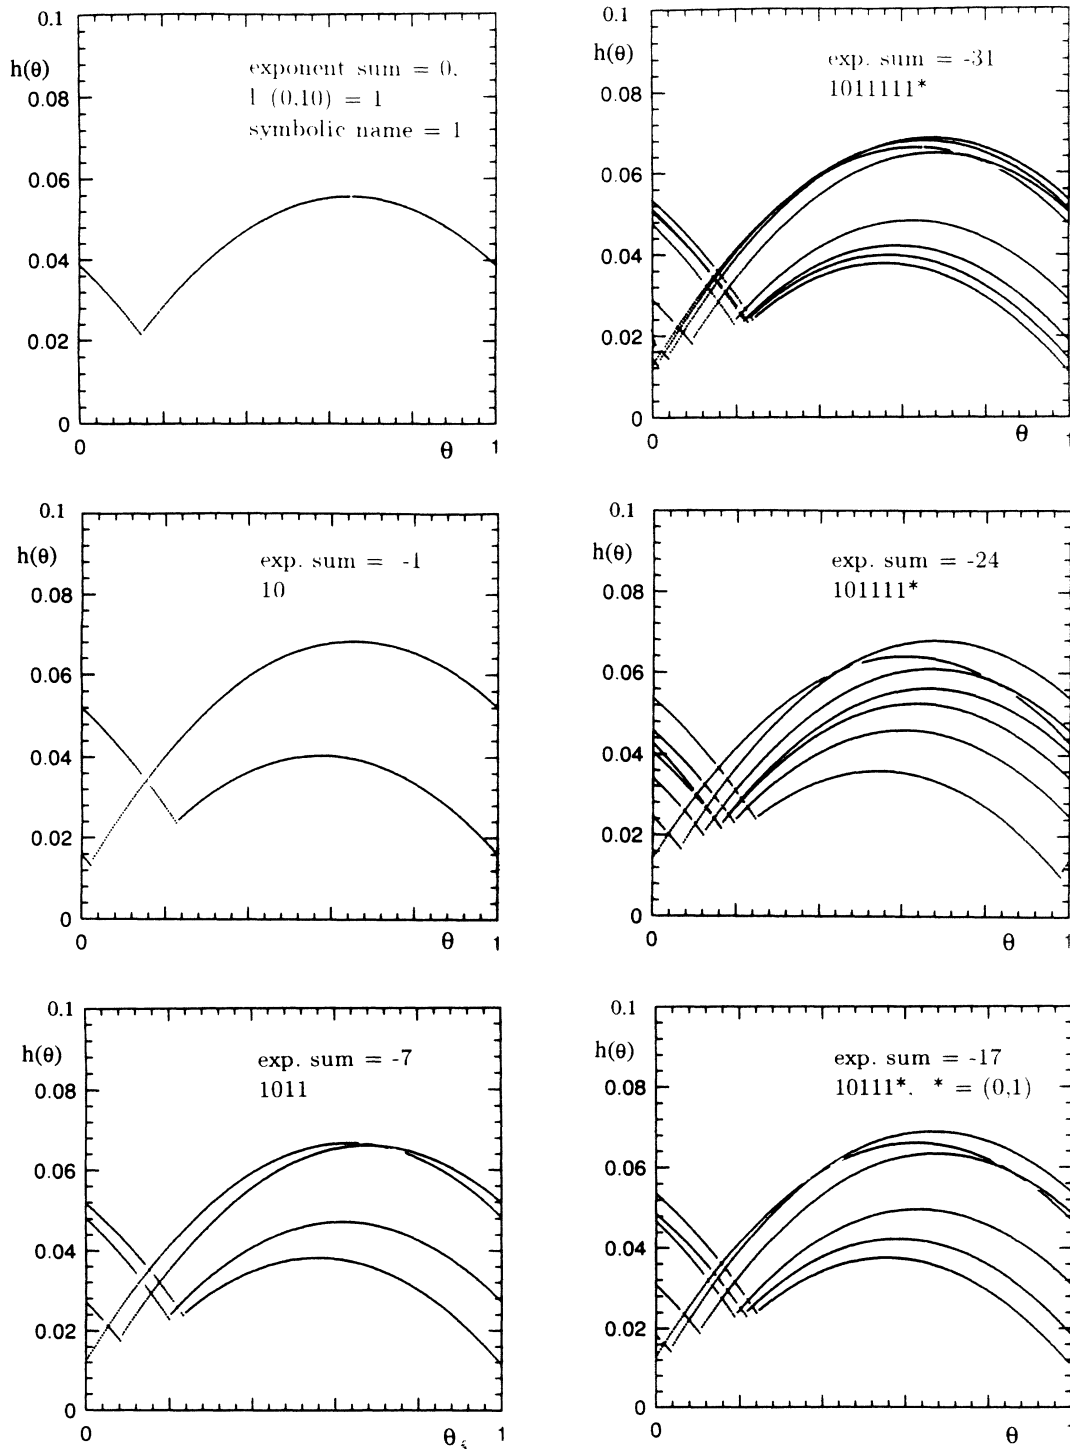 0.1
h(θ)
exponent sum = 0,
1 (0,10) = 1
symbolic name = 1
0.08
0.06
0.04
0.02
0
0
θ
1
0.1
h(θ)
exp. sum = -31
1011111*
0.08
0.06
0.04
0.02
0
0
θ
1
0.1
h(θ)
exp. sum = -1
10
0.08
0.06
0.04
0.02
0
0
θ
1
0.1
h(θ)
exp. sum = -24
101111*
0.08
0.06
0.04
0.02
0
0
θ
1
0.1
h(θ)
exp. sum = -7
1011
0.08
0.06
0.04
0.02
0
0
θ
1
0.1
h(θ)
exp. sum = -17
10111*. * = (0,1)
0.08
0.06
0.04
0.02
0
0
θ
1